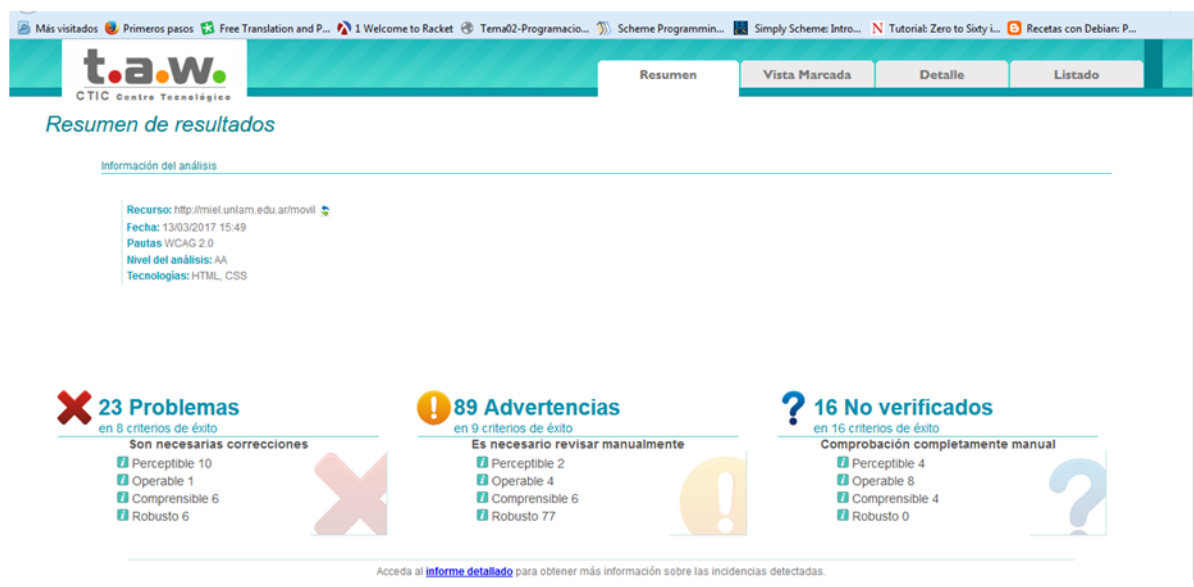 Más visitados Primeros pasos Free Translation and P... 1 Welcome to Racket Tema02-Programacio... Scheme Programmin... Simply Scheme: Intro... Tutorial: Zero to Sixty i... Recetas con Debian: P...
t.a.w.
CTIC Centro Tecnológico
Resumen Vista Marcada Detalle Listado
Resumen de resultados
Información del análisis
Recurso: http://miel.unlam.edu.ar/movil
Fecha: 13/03/2017 15:49
Pautas WCAG 2.0
Nivel del análisis: AA
Tecnologías: HTML, CSS
23 Problemas
en 8 criterios de éxito
Son necesarias correcciones
Perceptible 10
Operable 1
Comprensible 6
Robusto 6
89 Advertencias
en 9 criterios de éxito
Es necesario revisar manualmente
Perceptible 2
Operable 4
Comprensible 6
Robusto 77
16 No verificados
en 16 criterios de éxito
Comprobación completamente manual
Perceptible 4
Operable 8
Comprensible 4
Robusto 0
Acceda al informe detallado para obtener más información sobre las incidencias detectadas.